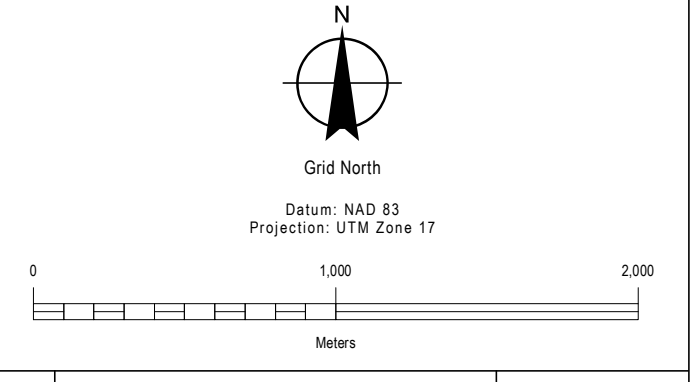 N
Grid North
Datum: NAD 83
Projection: UTM Zone 17
0 1,000 2,000
Meters